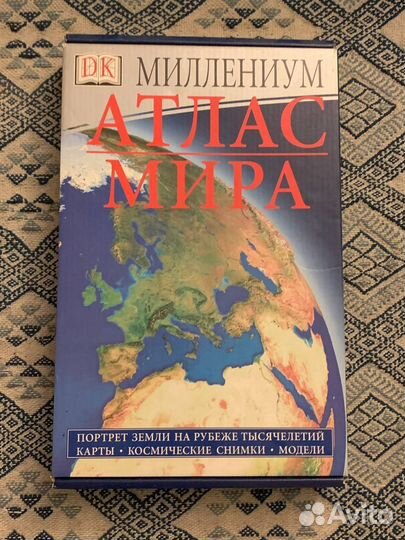 DK
МИЛЛЕНИУМ
АТЛАС
МИРА
ПОРТРЕТ ЗЕМЛИ НА РУБЕЖЕ ТЫСЯЧЕЛЕТИЙ
КАРТЫ • КОСМИЧЕСКИЕ СНИМКИ • МОДЕЛИ
Avito